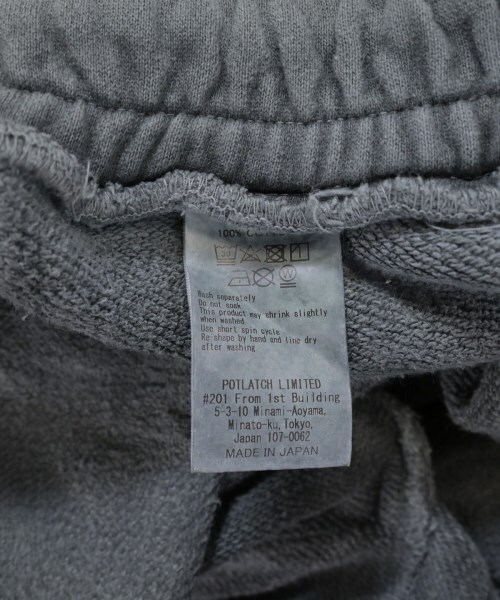 100% COTTON
Wash separately
Do not soak
This product may shrink slightly
when washed
Use short spin cycle
Re-shape by hand and line dry
after washing
POTLATCH LIMITED
#201 From 1st Building
5-3-10 Minami-Aoyama,
Minato-ku, Tokyo,
Japan 107-0062
MADE IN JAPAN